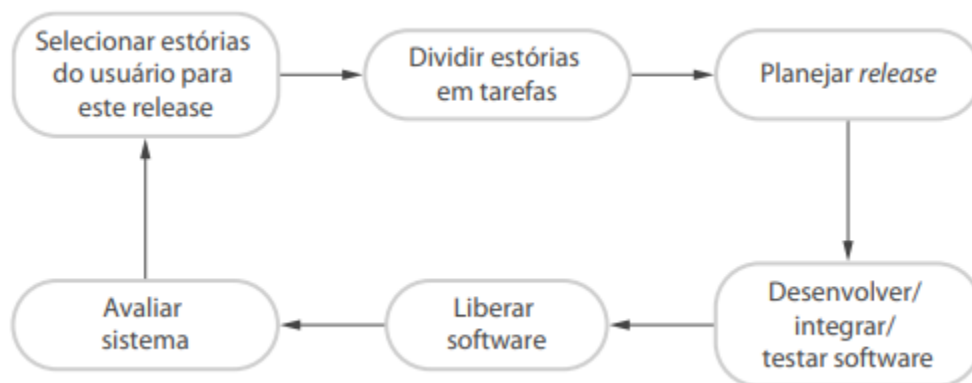 Selecionar estórias
do usuário para
este release
Dividir estórias
em tarefas
Planejar release
Desenvolver/
integrar/
testar software
Liberar
software
Avaliar
sistema